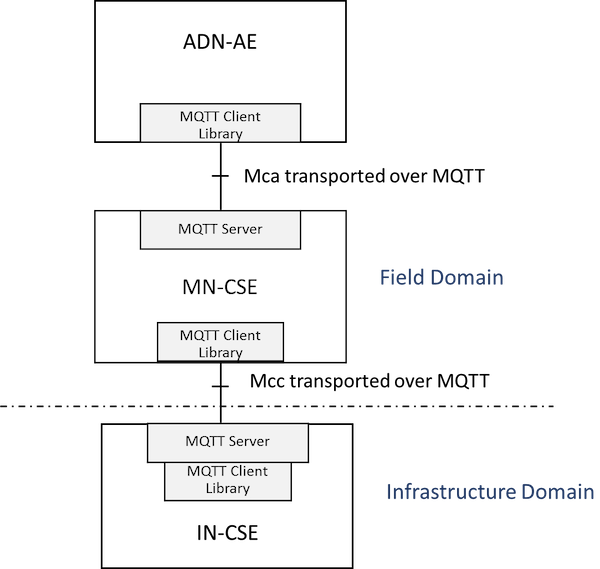 ADN-AE
MQTT Client
Library
Mca transported over MQTT
MQTT Server
MN-CSE
Field Domain
MQTT Client
Library
Mcc transported over MQTT
MQTT Server
MQTT Client
Library
Infrastructure Domain
IN-CSE